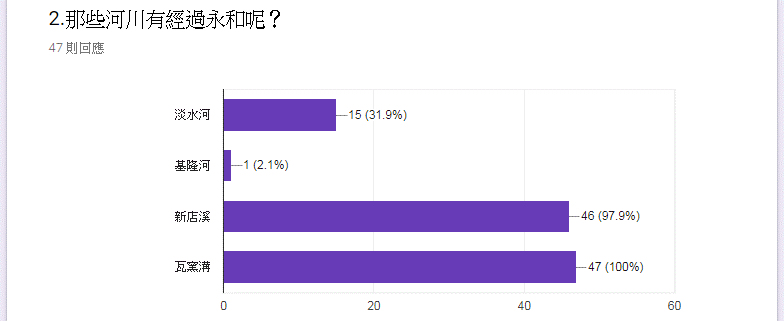 2.那些河川有經過永和呢？
47 則回應
淡水河 15 (31.9%)
基隆河 1 (2.1%)
新店溪 46 (97.9%)
瓦窯溝 47 (100%)
0 20 40 60